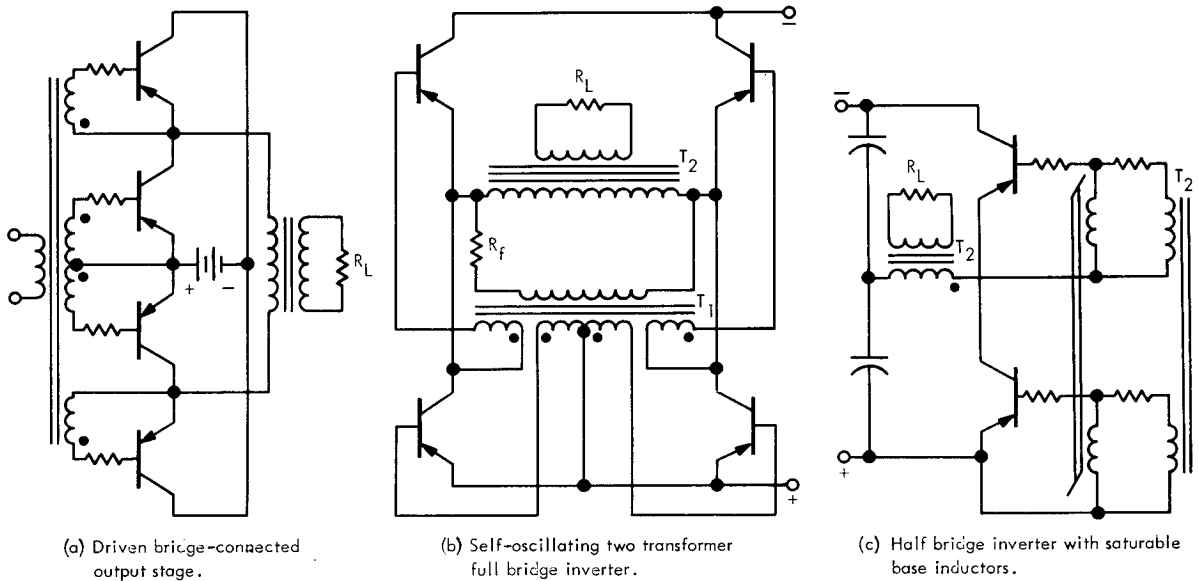 R_L
+ −
(a) Driven bridge-connected
output stage.
−
R_L
T_2
R_f
T_1
+
(b) Self-oscillating two transformer
full bridge inverter.
−
R_L
T_2
T_2
+
(c) Half bridge inverter with saturable
base inductors.